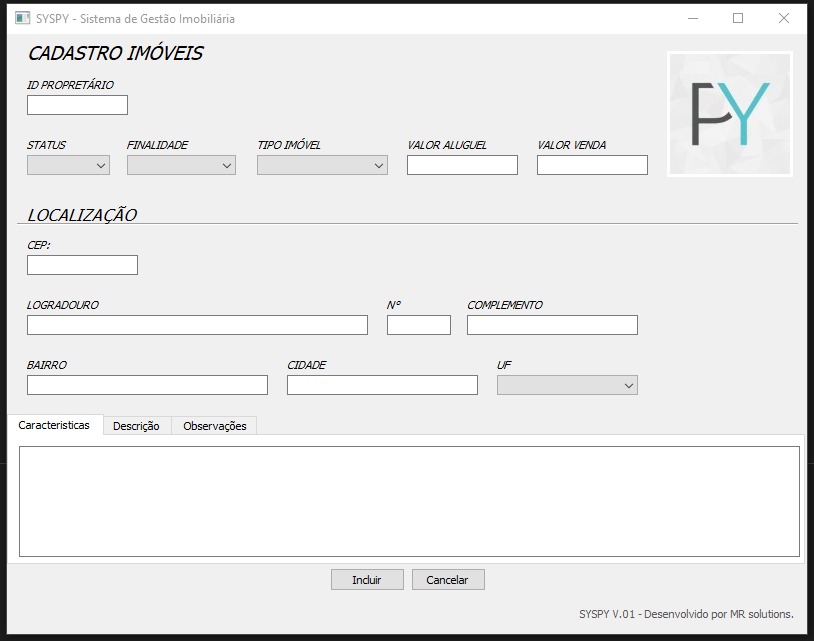 SYSPY - Sistema de Gestão Imobiliária
CADASTRO IMÓVEIS
PY
ID PROPRETÁRIO
STATUS FINALIDADE TIPO IMÓVEL VALOR ALUGUEL VALOR VENDA
LOCALIZAÇÃO
CEP:
LOGRADOURO Nº COMPLEMENTO
BAIRRO CIDADE UF
Caracteristicas Descrição Observações
Incluir Cancelar
SYSPY V.01 - Desenvolvido por MR solutions.